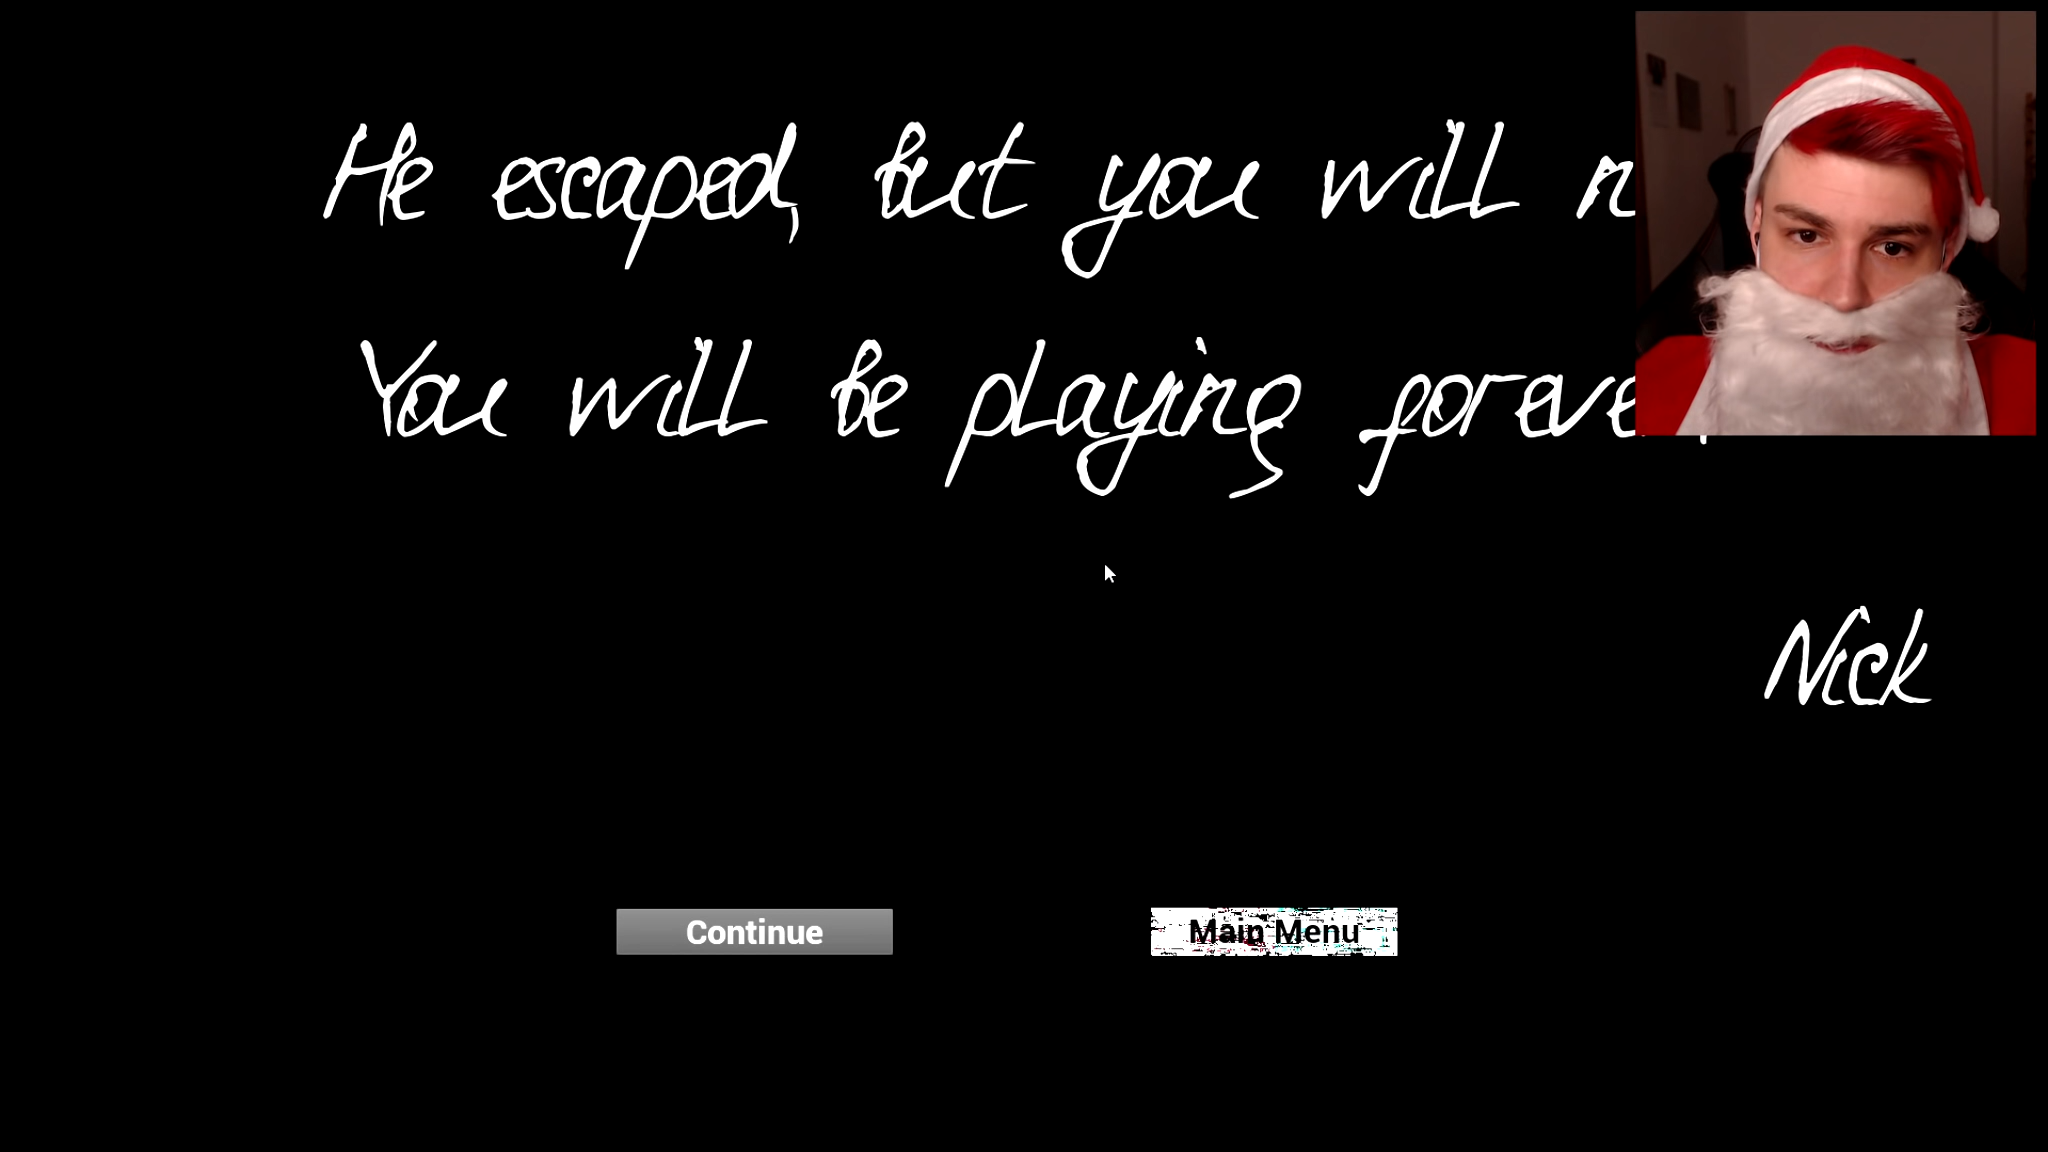 He escaped, but you will
You will be playing
Nick
Continue
Main Menu